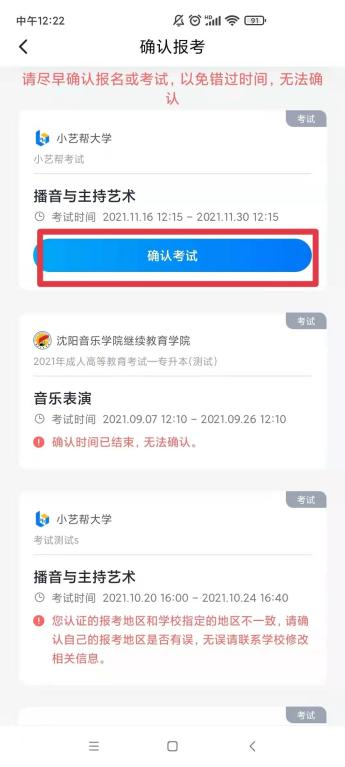 中午12:22
HD
91
确认报考
请尽早确认报名或考试，以免错过时间，无法确
认
考试
小艺帮大学
小艺帮考试
播音与主持艺术
考试时间 2021.11.16 12:15 - 2021.11.30 12:15
确认考试
考试
沈阳音乐学院继续教育学院
2021年成人高等教育考试—专升本(测试)
音乐表演
考试时间 2021.09.07 12:10 - 2021.09.26 12:10
确认时间已结束，无法确认。
考试
小艺帮大学
考试测试s
播音与主持艺术
考试时间 2021.10.20 16:00 - 2021.10.24 16:40
您认证的报考地区和学校指定的地区不一致，请确
认自己的报考地区是否有误，无误请联系学校修改
相关信息。
考试